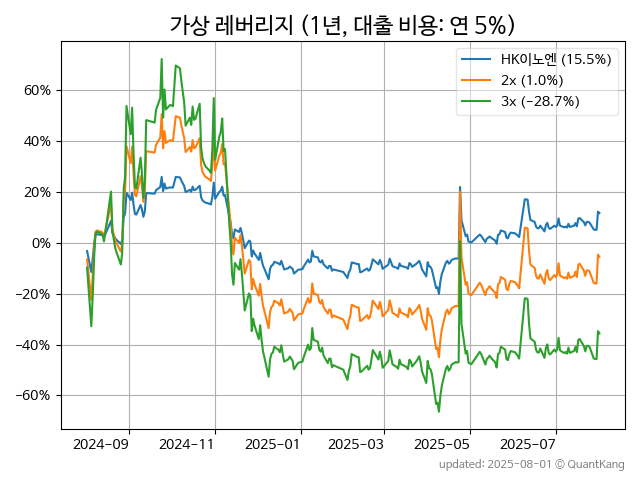 가상 레버리지 (1년, 대출 비용: 연 5%)
HK이노엔 (15.5%)
2x (1.0%)
3x (−28.7%)
60%
40%
20%
0%
−20%
−40%
−60%
2024-09
2024-11
2025-01
2025-03
2025-05
2025-07
updated: 2025-08-01 © QuantKang